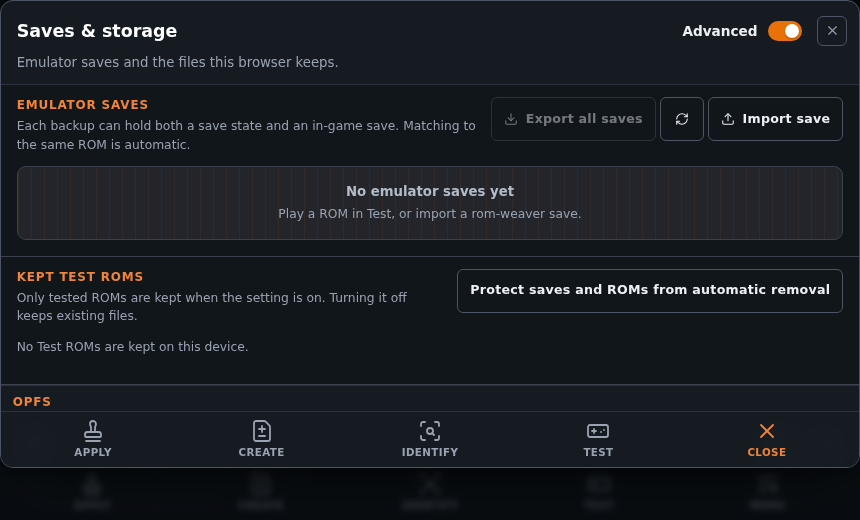 Saves & storage
Advanced
Emulator saves and the files this browser keeps.
EMULATOR SAVES
Each backup can hold both a save state and an in-game save. Matching to
the same ROM is automatic.
Export all saves
Import save
No emulator saves yet
Play a ROM in Test, or import a rom-weaver save.
KEPT TEST ROMS
Only tested ROMs are kept when the setting is on. Turning it off
keeps existing files.
Protect saves and ROMs from automatic removal
No Test ROMs are kept on this device.
OPFS
APPLY
CREATE
IDENTIFY
TEST
CLOSE